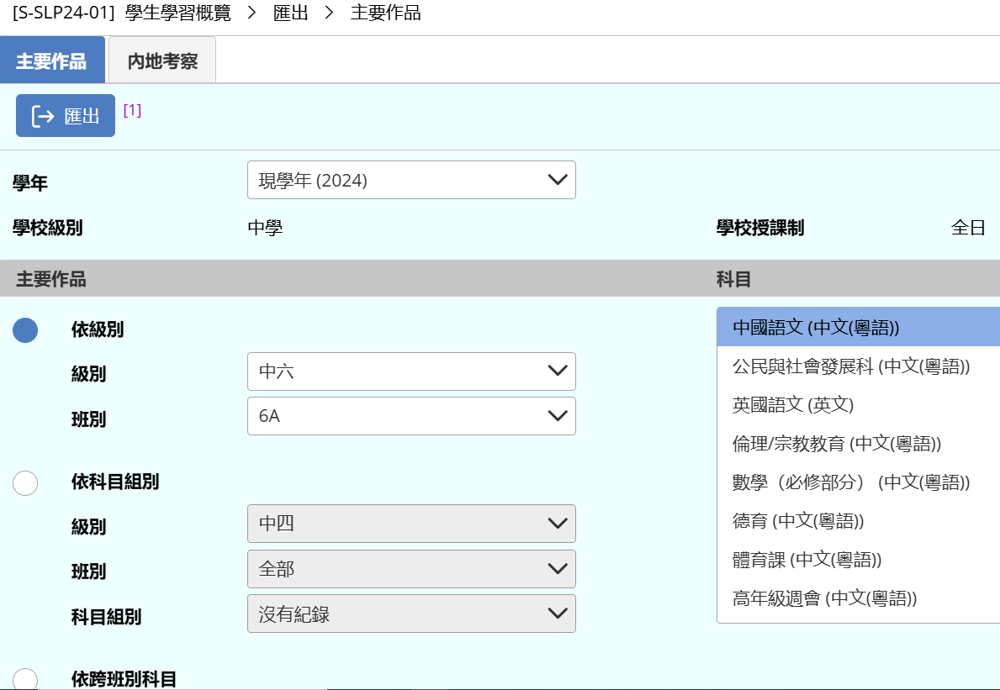 [S-SLP24-01] 學生學習概覽 > 匯出 > 主要作品
主要作品 內地考察
匯出 [1]
學年 現學年 (2024)
學校級別 中學 學校授課制 全日
主要作品 科目
依級別
級別 中六
班別 6A
依科目組別
級別 中四
班別 全部
科目組別 沒有紀錄
依跨班別科目
中國語文 (中文(粵語))
公民與社會發展科 (中文(粵語))
英國語文 (英文)
倫理/宗教教育 (中文(粵語))
數學（必修部分） (中文(粵語))
德育 (中文(粵語))
體育課 (中文(粵語))
高年級週會 (中文(粵語))